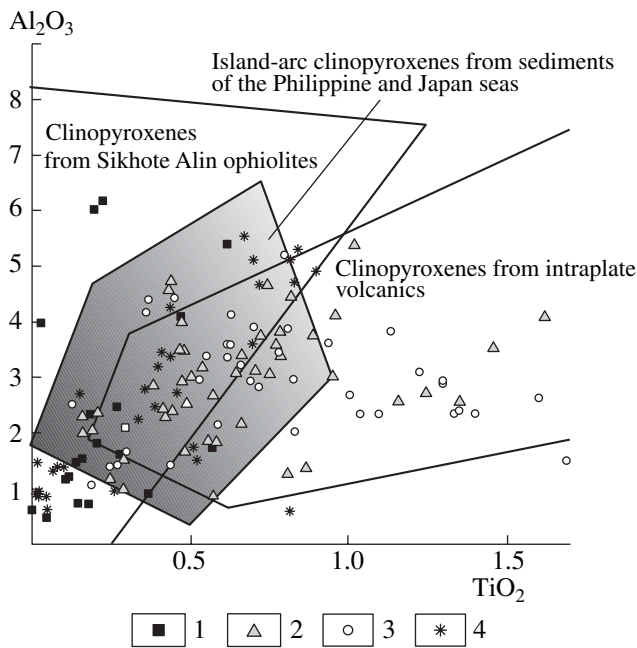 Al₂O₃
Island-arc clinopyroxenes from sediments
of the Philippine and Japan seas
8
Clinopyroxenes
from Sikhote Alin ophiolites
7
6
5
Clinopyroxenes from intraplate
volcanics
4
3
2
1
0.5 1.0 1.5
TiO₂
1 2 3 4